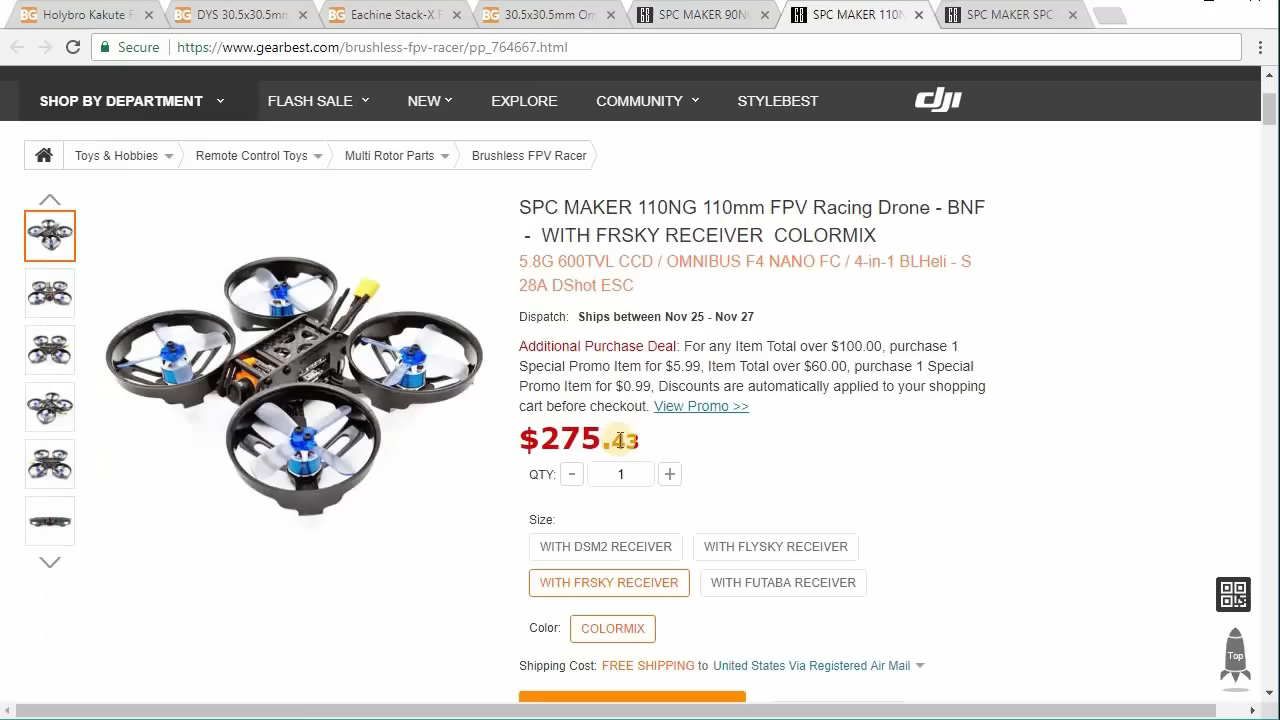 Holybro Kakute F
DYS 30.5x30.5mm
Eachine Stack-X F
30.5x30.5mm Om
SPC MAKER
SPC MAKER 110N
Secure
https://www.gearbest.com/brushless-fpv-racer/pp_764667.html
SHOP BY DEPARTMENT
FLASH SALE
NEW
EXPLORE
COMMUNITY
STYLEBEST
dji
Toys & Hobbies
Remote Control Toys
Multi Rotor Parts
Brushless FPV Racer
SPC MAKER 110NG 110mm FPV Racing Drone - BNF
- WITH FRSKY RECEIVER COLORMIX
5.8G 600TVL CCD / OMNIBUS F4 NANO FC / 4-in-1 BLHeli - S
28A DShot ESC
Dispatch: Ships between Nov 25 - Nov 27
Additional Purchase Deal: For any Item Total over $100.00, purchase 1
Special Promo Item for $5.99, Item Total over $60.00, purchase 1 Special
Promo Item for $0.99, Discounts are automatically applied to your shopping
cart before checkout. View Promo >>
$275.43
QTY: - 1 +
Size:
WITH DSM2 RECEIVER
WITH FLYSKY RECEIVER
WITH FRSKY RECEIVER
WITH FUTABA RECEIVER
Color: COLORMIX
Shipping Cost: FREE SHIPPING to United States Via Registered Air Mail
Top